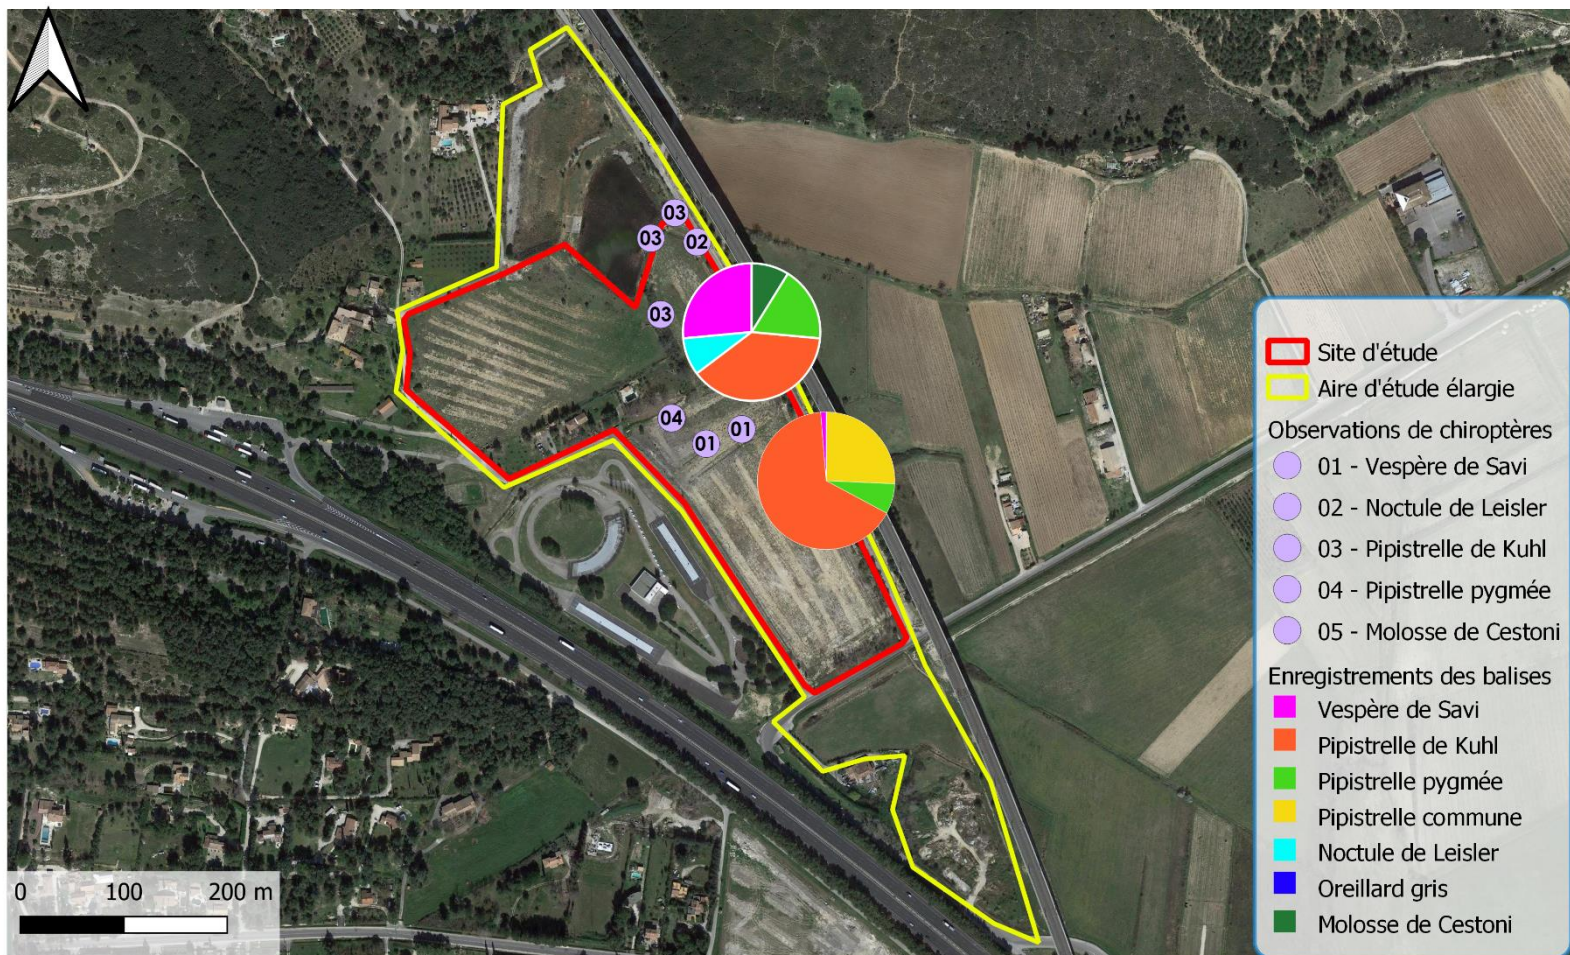 03
03
02
03
04
01
01
Site d'étude
Aire d'étude élargie
Observations de chiroptères
01 - Vespère de Savi
02 - Noctule de Leisler
03 - Pipistrelle de Kuhl
04 - Pipistrelle pygmée
05 - Molosse de Cestoni
Enregistrements des balises
Vespère de Savi
Pipistrelle de Kuhl
Pipistrelle pygmée
Pipistrelle commune
Noctule de Leisler
Oreillard gris
Molosse de Cestoni
0 100 200 m